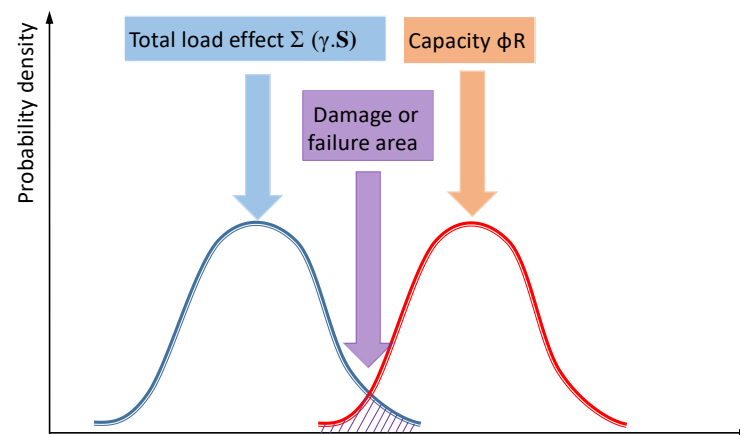 Total load effect Σ (γ.S)
Capacity ϕR
Damage or
failure area
Probability density